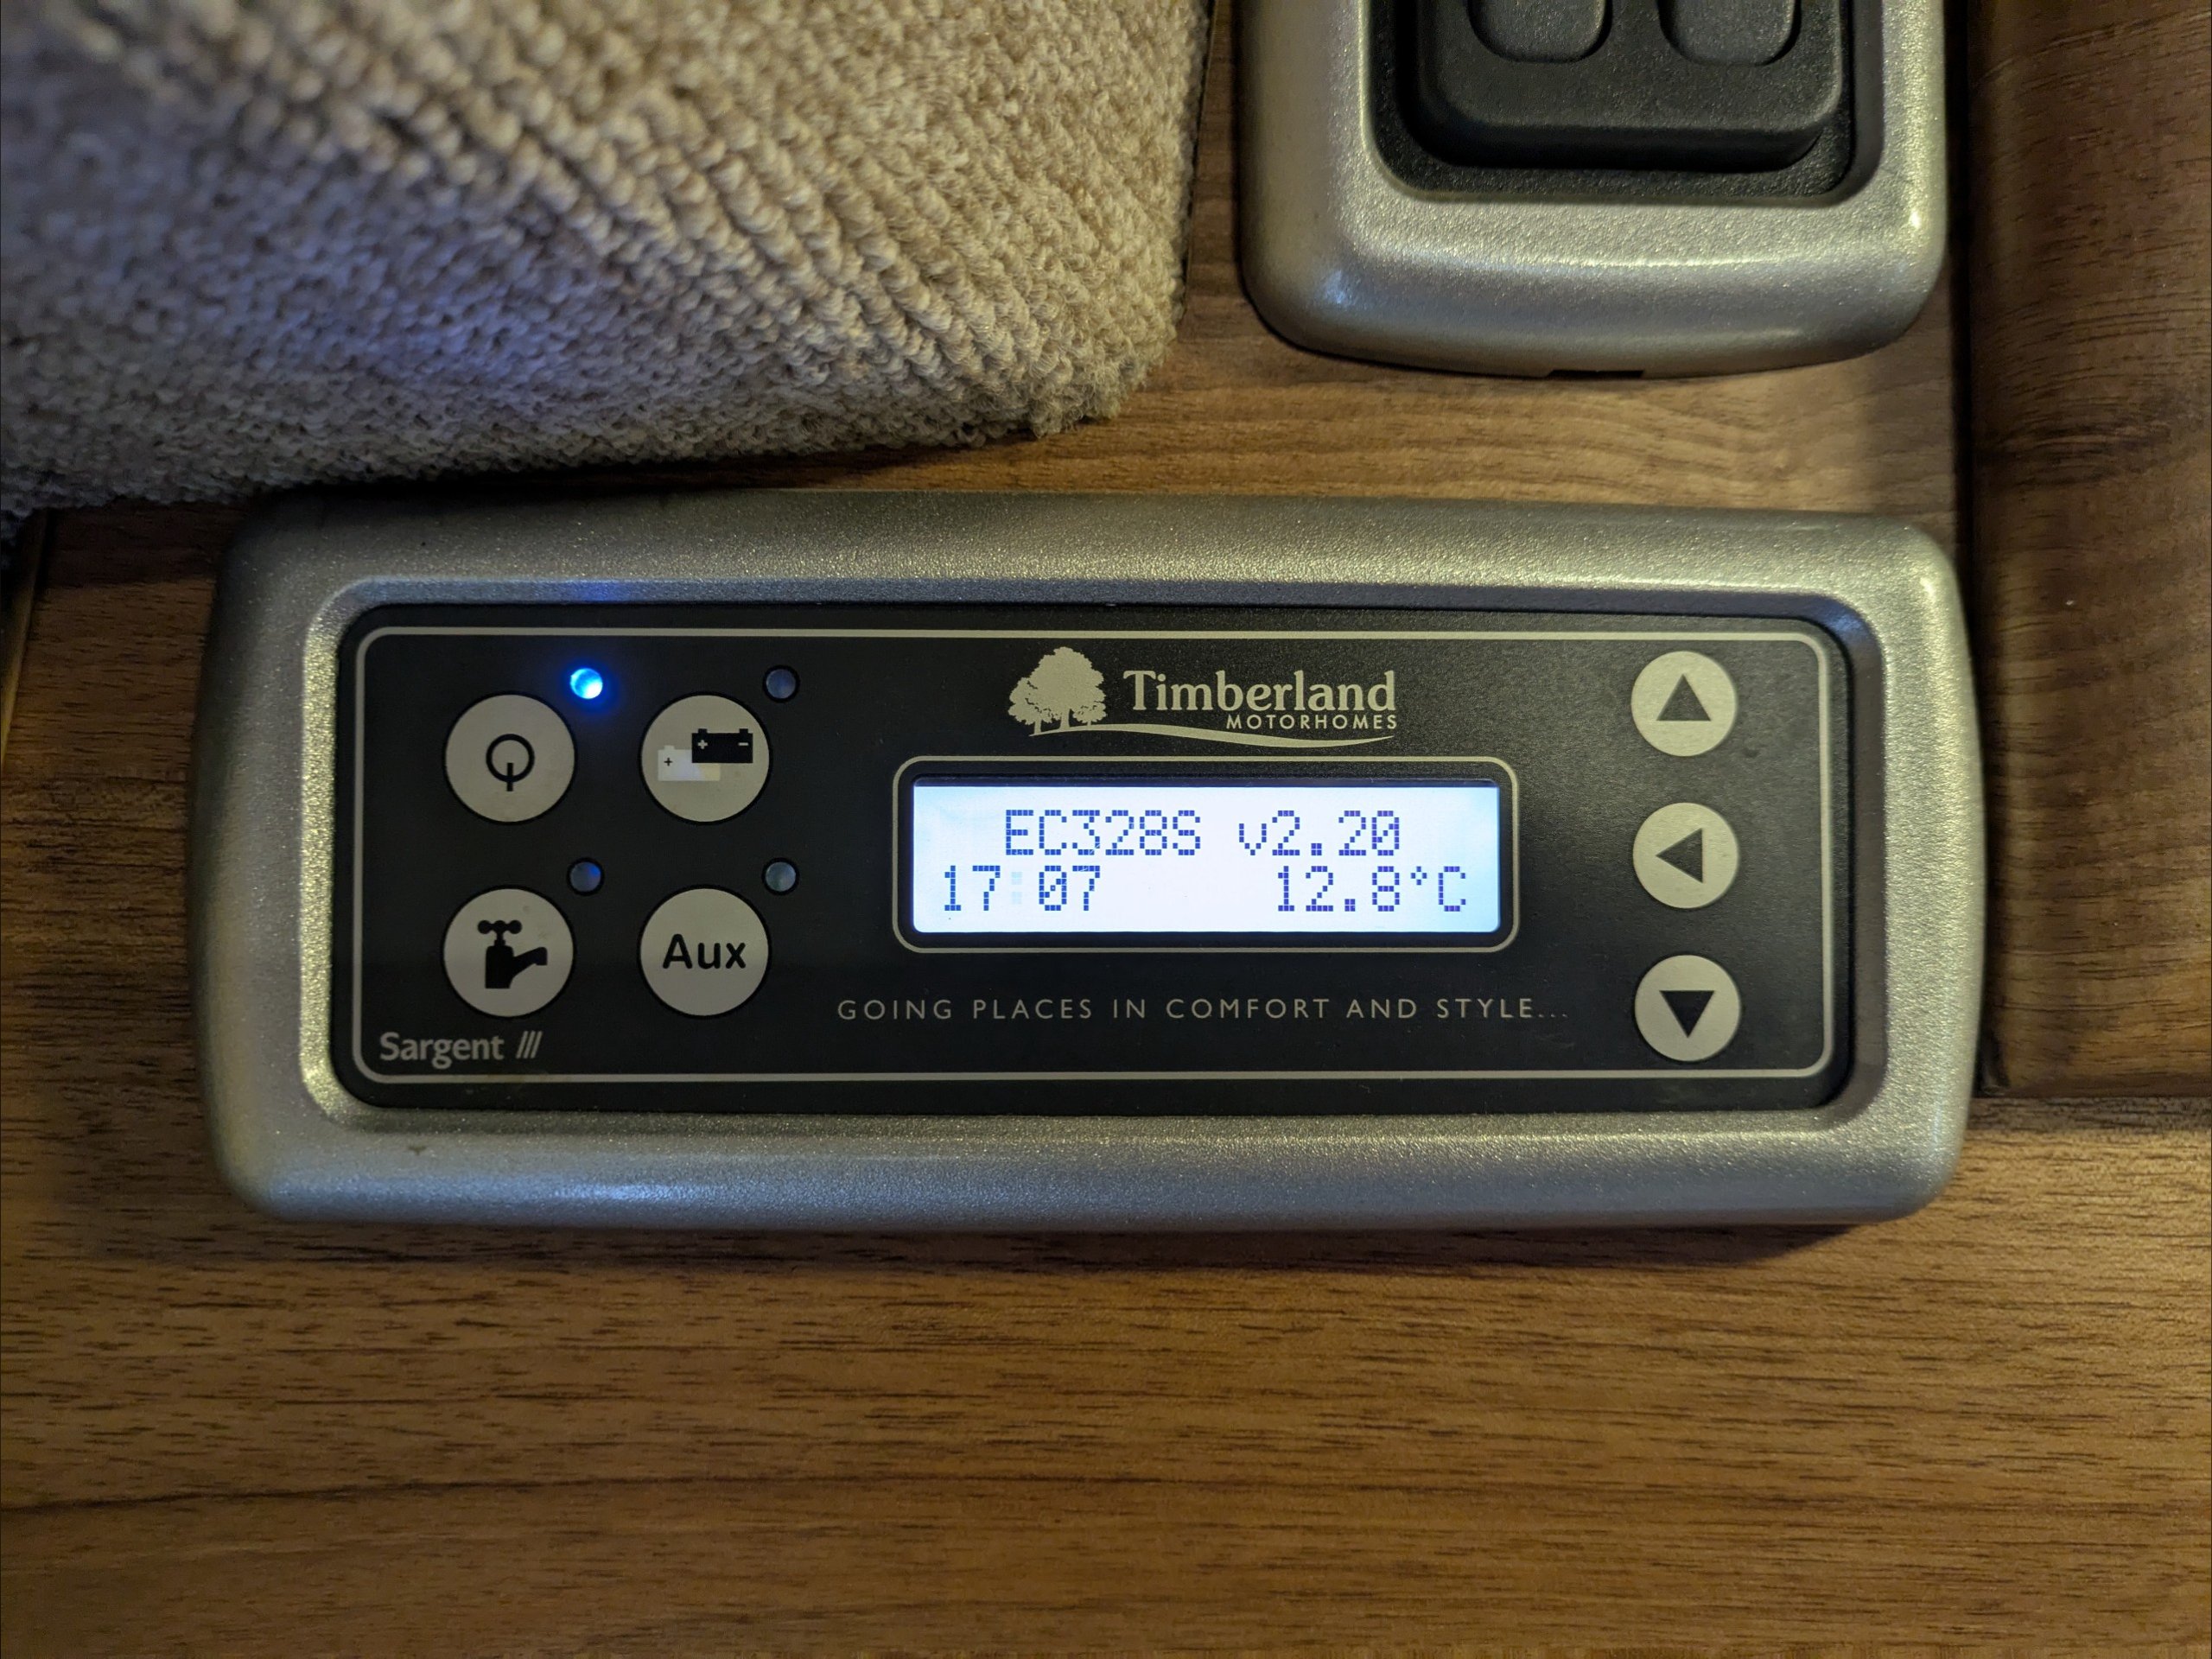 Timberland
MOTORHOMES
EC328S v2.20
17:07 12.8°C
Aux
GOING PLACES IN COMFORT AND STYLE...
Sargent ///